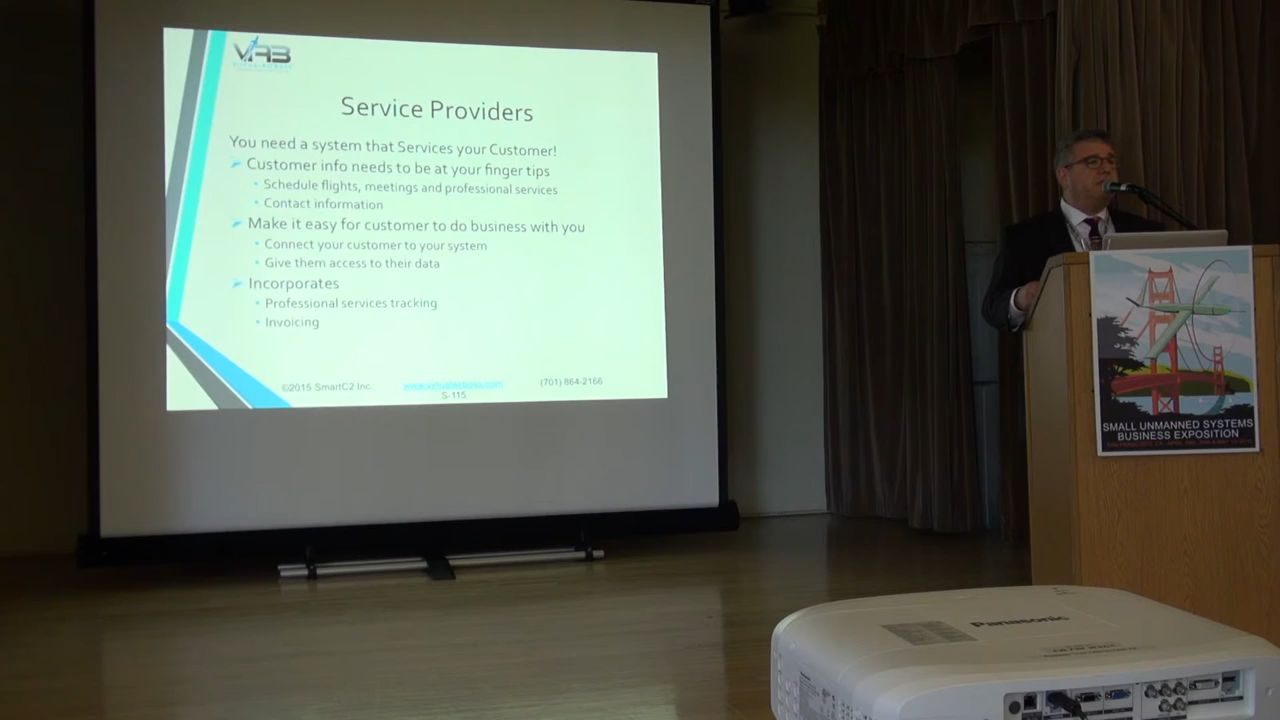 VAB
Service Providers
You need a system that Services your Customer!
Customer info needs to be at your finger tips
Schedule flights, meetings and professional services
Contact information
Make it easy for customer to do business with you
Connect your customer to your system
Give them access to their data
Incorporates
Professional services tracking
Invoicing
©2015 SmartC2 Inc
(701) 864-2166
S-115
SMALL UNMANNED SYSTEMS
BUSINESS EXPOSITION
Panasonic